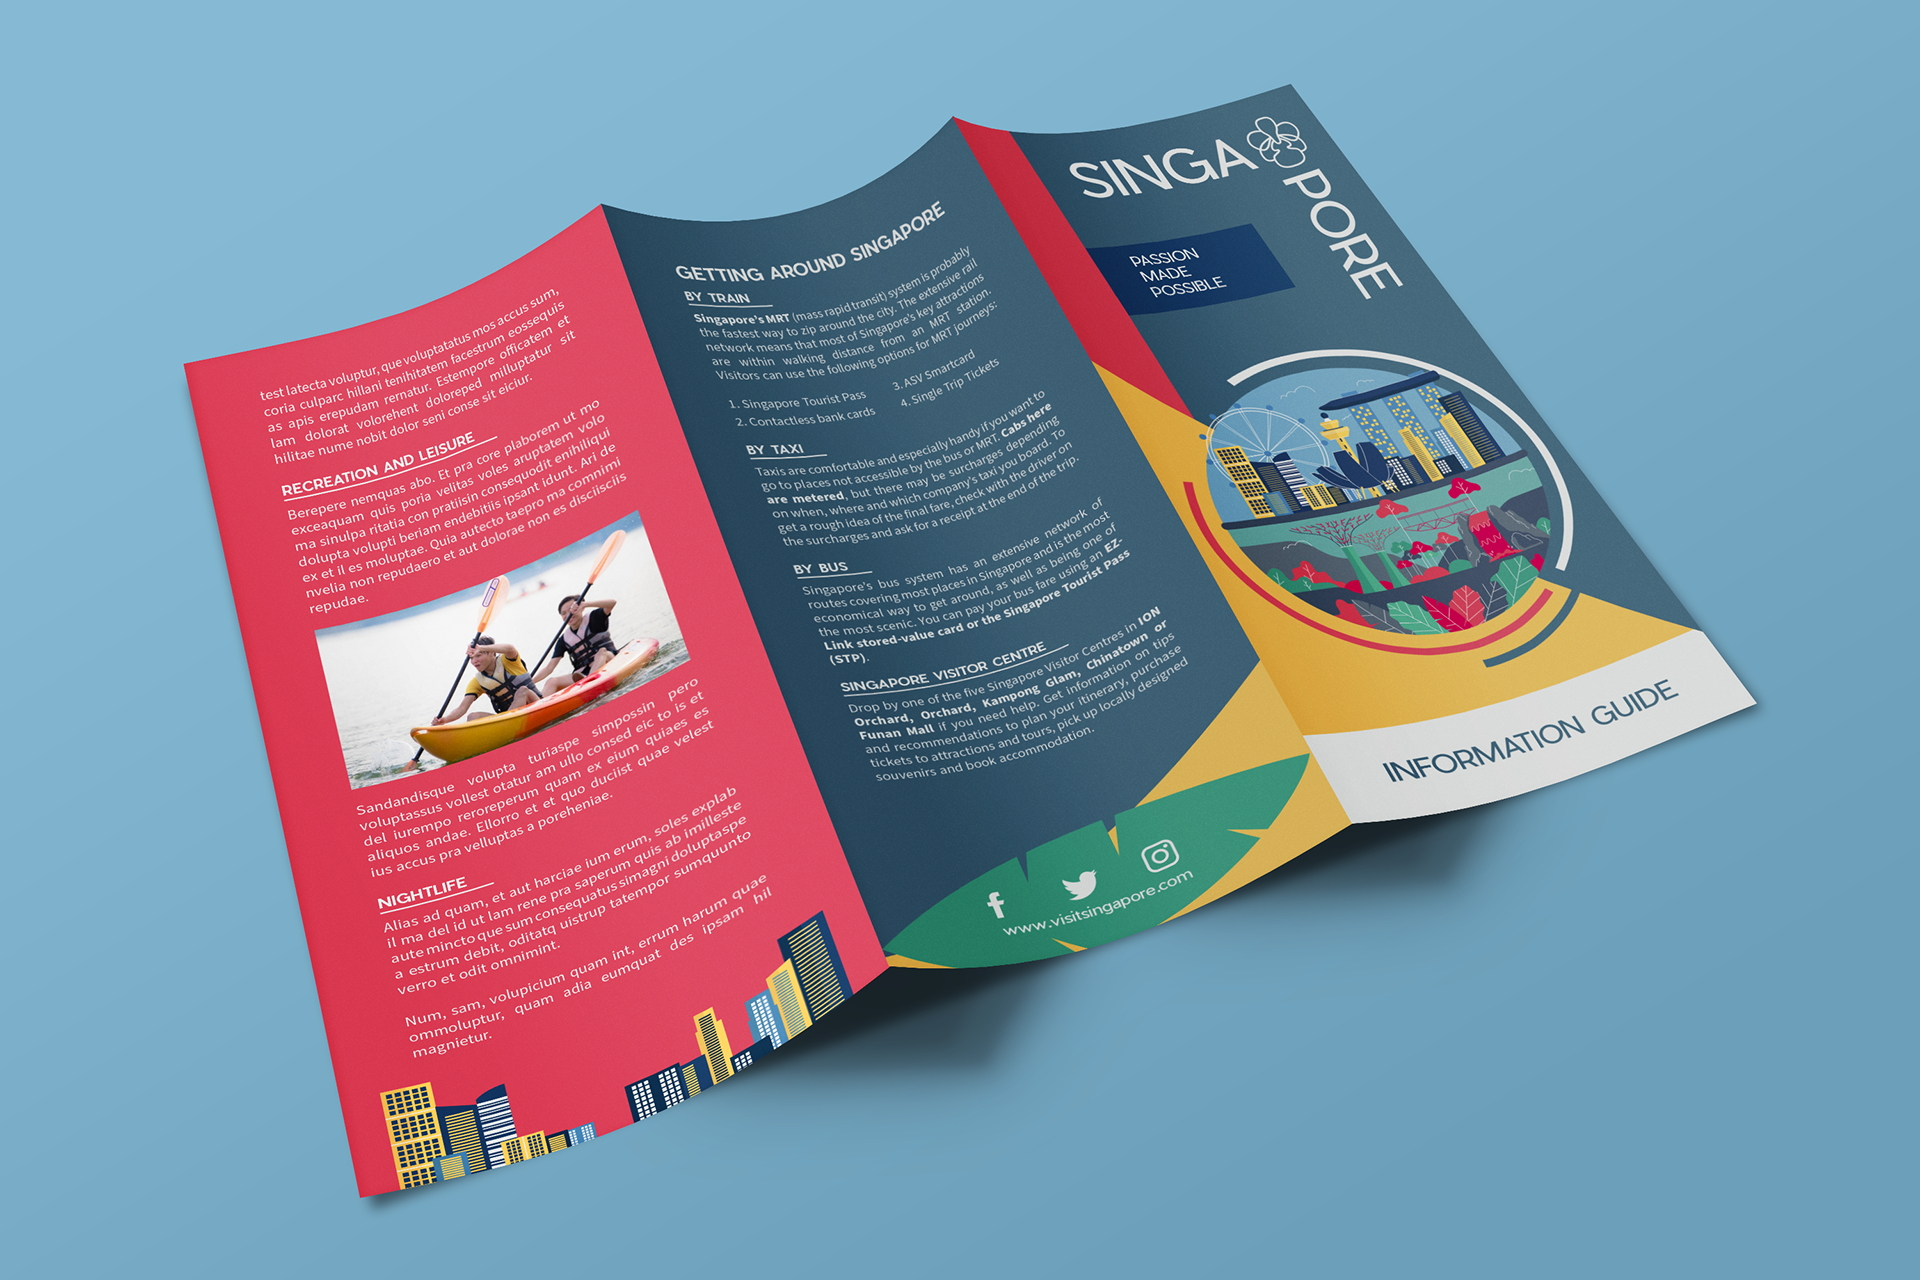 test latecta voluptur, que voluptatatus mos accus sum,
coria culparc hillani tenihitatem facestrum eossequis
as apis erepudam rernatur. Estempore officatem et
lam dolorat volorehent doloreped milluptatur sit
hilitae nume nobit dolor seni conse sit eiciur.
RECREATION AND LEISURE
Berepere nemquas abo. Et pra core plaborem ut mo
exceaquam quis poria velitas voles aruptatem volo
ma sinulpa ritatia con pratiisin consequodit enihiliqui
dolupta volupti beriam endebitiis ipsant idunt. Ari de
ex et il es moluptae. Quia autecto taepro ma comnimi
nvelia non repudaero et aut dolorae non es disciisciis
repudae.
Sandandisque volupta turiaspe simpossin pero
voluptassus vollest otatur am ullo consed eic to is et
del iurempo reroreperum quam ex eium quiaes es
aliquos andae. Ellorro et et quo duciist quae velest
ius accus pra velluptas a poreheniae.
NIGHTLIFE
Alias ad quam, et aut harciae ium erum, soles explab
il ma del id ut lam rene pra saperum quis ab imilleste
aute mincto que sum consequatus simagni doluptaspe
a estrum debit, oditatq uistrup tatempor sumquunto
verro et odit omnimint.
Num, sam, volupicium quam int, errum harum quae
ommoluptur, quam adia eumquat des ipsam hil
magnietur.
GETTING AROUND SINGAPORE
BY TRAIN
Singapore's MRT (mass rapid transit) system is probably
the fastest way to zip around the city. The extensive rail
network means that most of Singapore's key attractions
are within walking distance from an MRT station.
Visitors can use the following options for MRT journeys:
1. Singapore Tourist Pass
2. Contactless bank cards
3. ASV Smartcard
4. Single Trip Tickets
BY TAXI
Taxis are comfortable and especially handy if you want to
go to places not accessible by the bus or MRT. Cabs here
are metered, but there may be surcharges depending
on when, where and which company's taxi you board. To
get a rough idea of the final fare, check with the driver on
the surcharges and ask for a receipt at the end of the trip.
BY BUS
Singapore's bus system has an extensive network of
routes covering most places in Singapore and is the most
economical way to get around, as well as being one of
the most scenic. You can pay your bus fare using an EZ-
Link stored-value card or the Singapore Tourist Pass
(STP).
SINGAPORE VISITOR CENTRE
Drop by one of the five Singapore Visitor Centres in ION
Orchard, Orchard, Kampong Glam, Chinatown or
Funan Mall if you need help. Get information on tips
and recommendations to plan your itinerary, purchase
tickets to attractions and tours, pick up locally designed
souvenirs and book accommodation.
www.visitsingapore.com
SINGA
PORE
PASSION
MADE
POSSIBLE
INFORMATION GUIDE